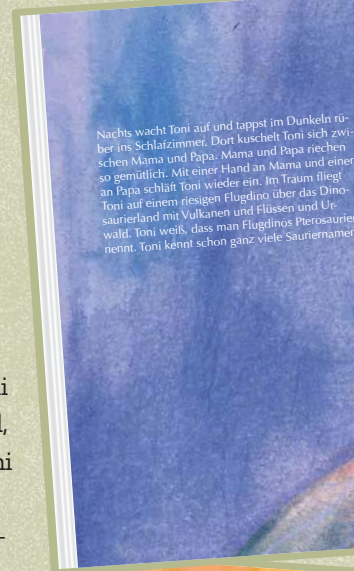 Nachts wacht Toni auf und tappst im Dunkeln rü-
ber ins Schlafzimmer. Dort kuschelt Toni sich zwi-
schen Mama und Papa. Mama und Papa riechen
so gemütlich. Mit einer Hand an Mama und einer
an Papa schläft Toni wieder ein. Im Traum fliegt
Toni auf einem riesigen Flugdino über das Dino-
saurierland mit Vulkanen und Flüssen und Ur-
wald. Toni weiß, dass man Flugdinos Pterosaurier
nennt. Toni kennt schon ganz viele Sauriernamen